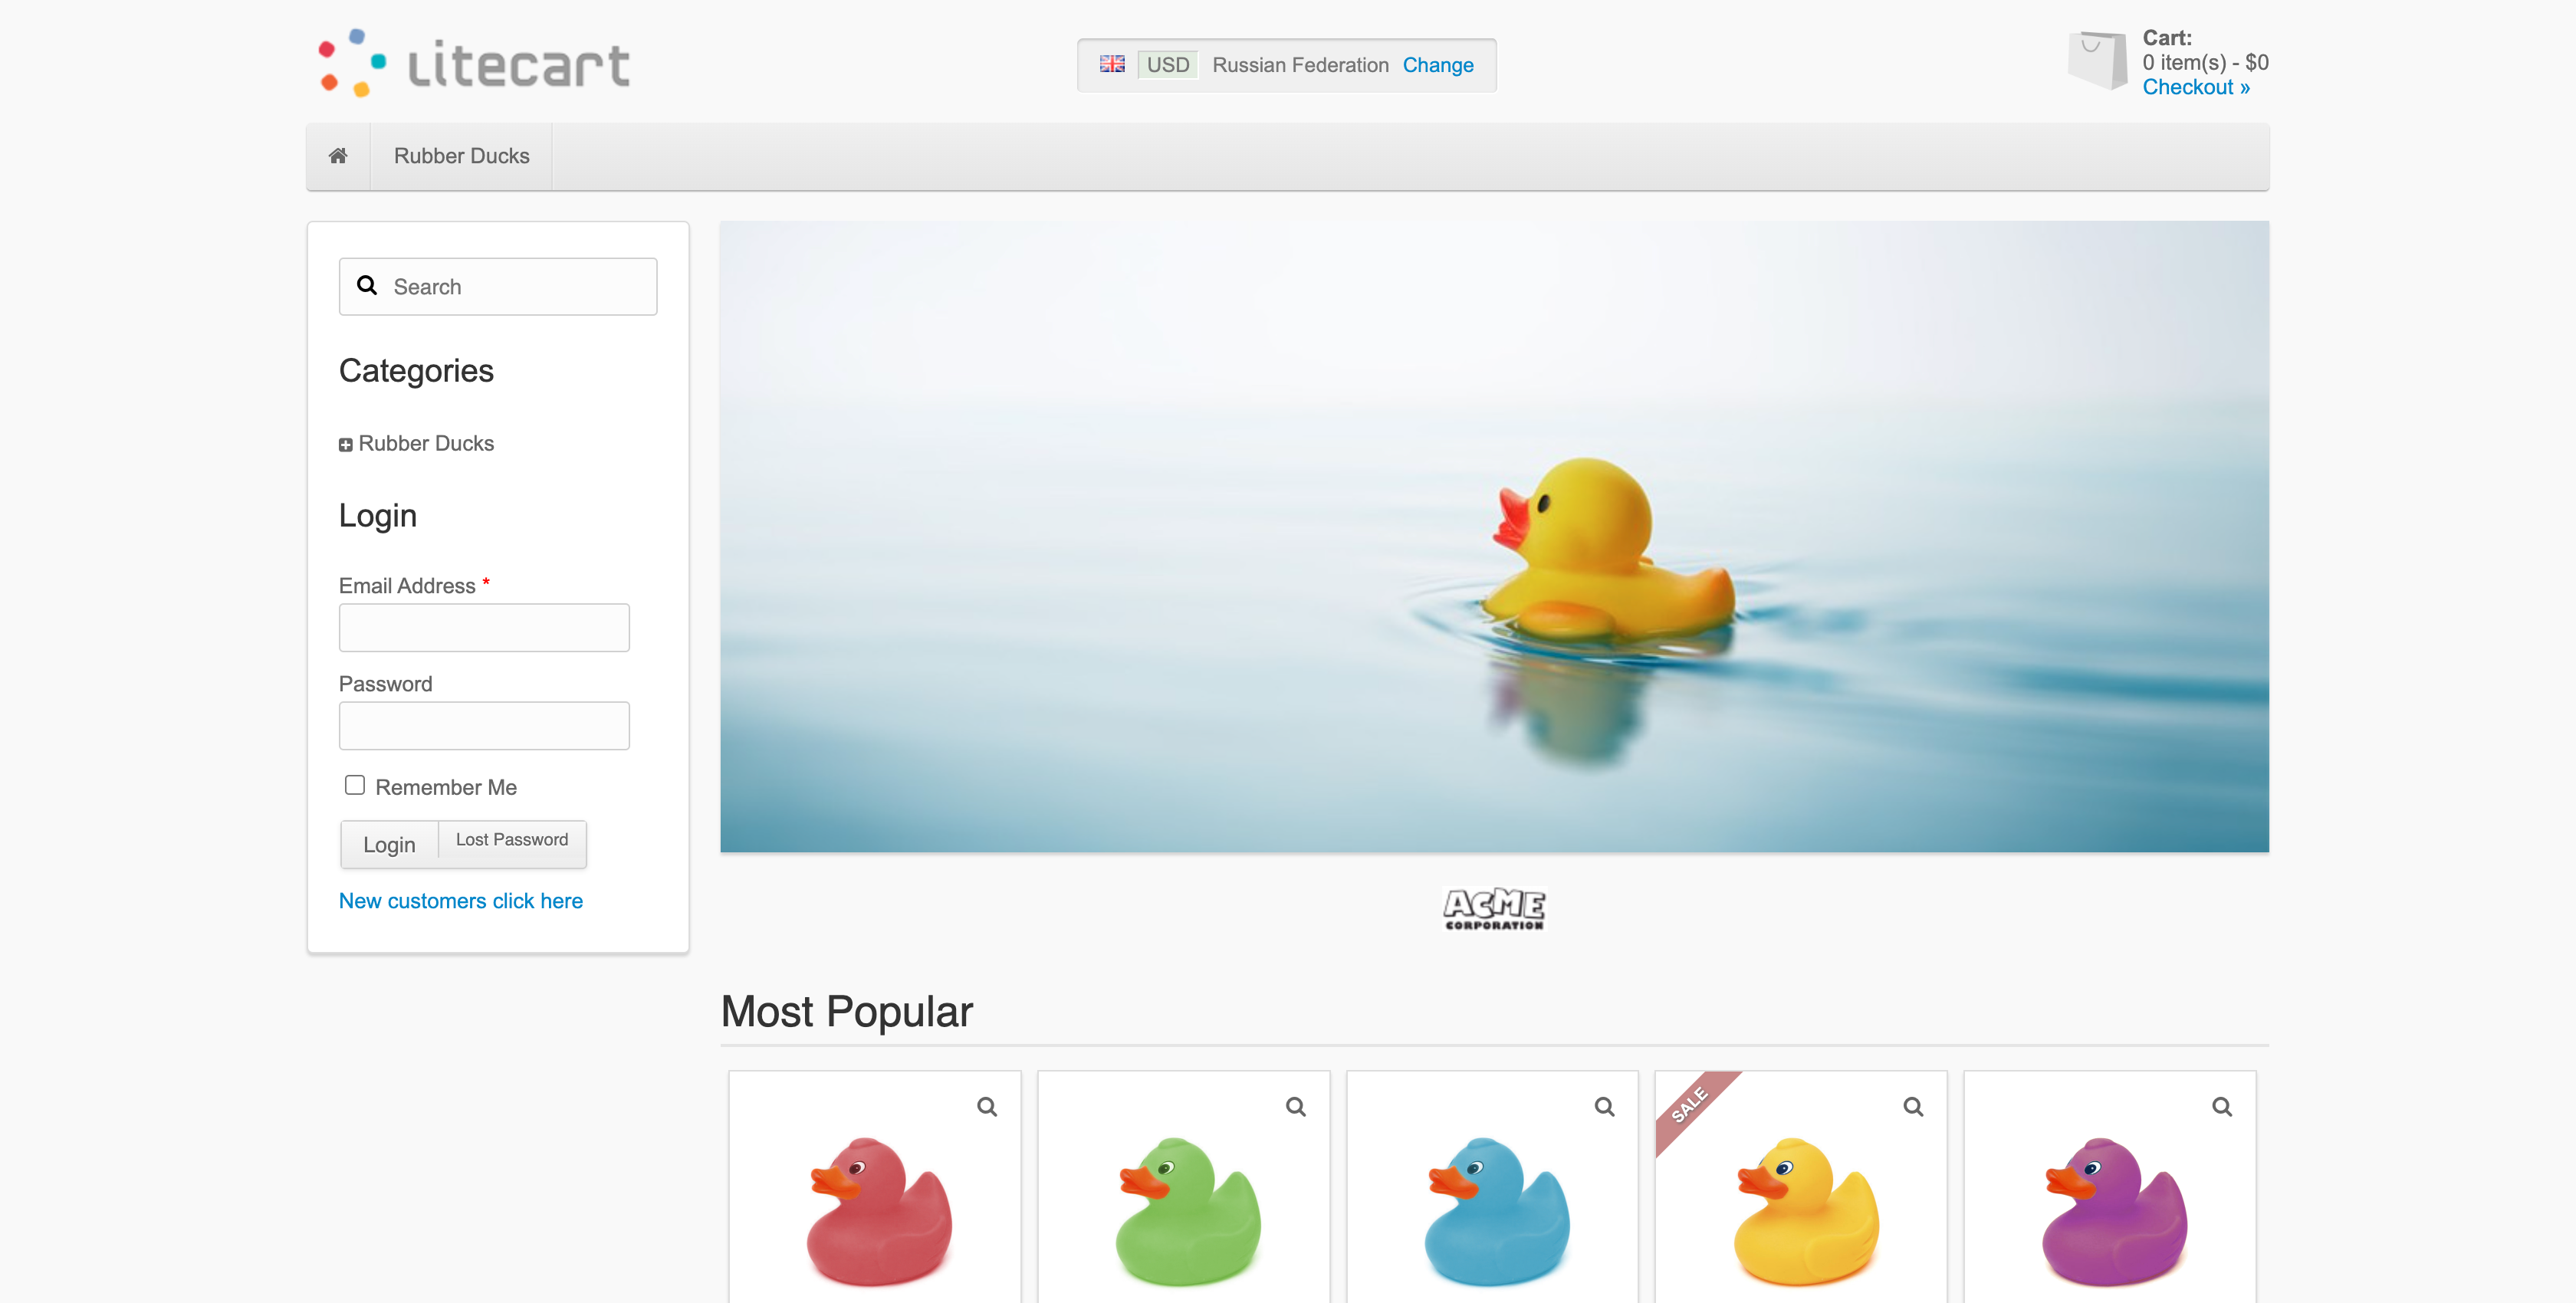 Litecart
USD Russian Federation Change
Cart:
0 item(s) - $0
Checkout »
Rubber Ducks
Search
Categories
Rubber Ducks
Login
Email Address *
Password
Remember Me
Login Lost Password
New customers click here
ACME
CORPORATION
Most Popular
SALE